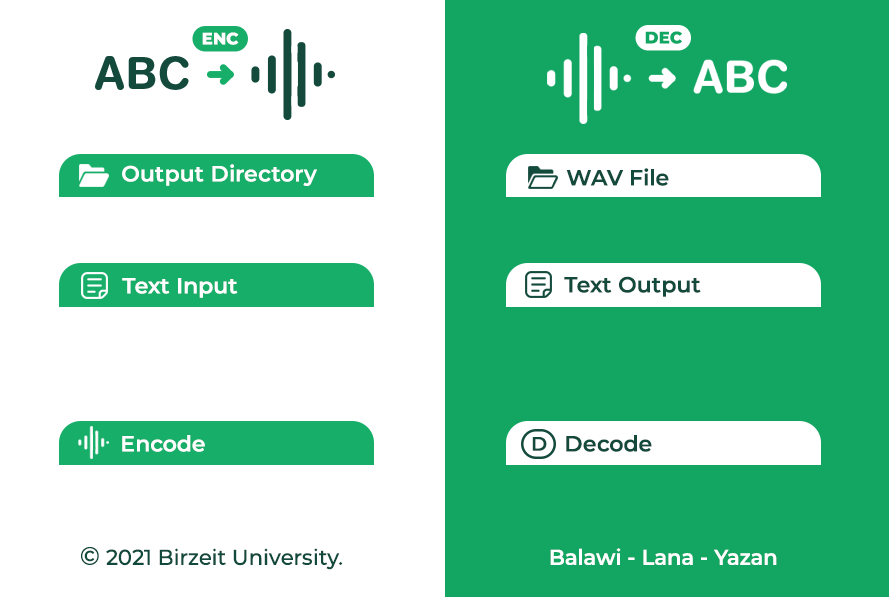 ENC
ABC
Output Directory
Text Input
Encode
© 2021 Birzeit University.
DEC
ABC
WAV File
Text Output
D Decode
Balawi - Lana - Yazan